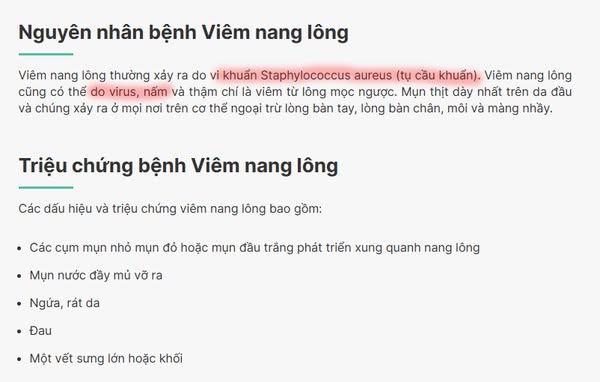 Nguyên nhân bệnh Viêm nang lông
Viêm nang lông thường xảy ra do vi khuẩn Staphylococcus aureus (tụ cầu khuẩn). Viêm nang lông
cũng có thể do virus, nấm và thậm chí là viêm từ lông mọc ngược. Mụn thịt dày nhất trên da đầu
và chúng xảy ra ở mọi nơi trên cơ thể ngoại trừ lòng bàn tay, lòng bàn chân, môi và màng nhầy.
Triệu chứng bệnh Viêm nang lông
Các dấu hiệu và triệu chứng viêm nang lông bao gồm:
• Các cụm mụn nhỏ mụn đỏ hoặc mụn đầu trắng phát triển xung quanh nang lông
• Mụn nước đầy mủ vỡ ra
• Ngứa, rát da
• Đau
• Một vết sưng lớn hoặc khối